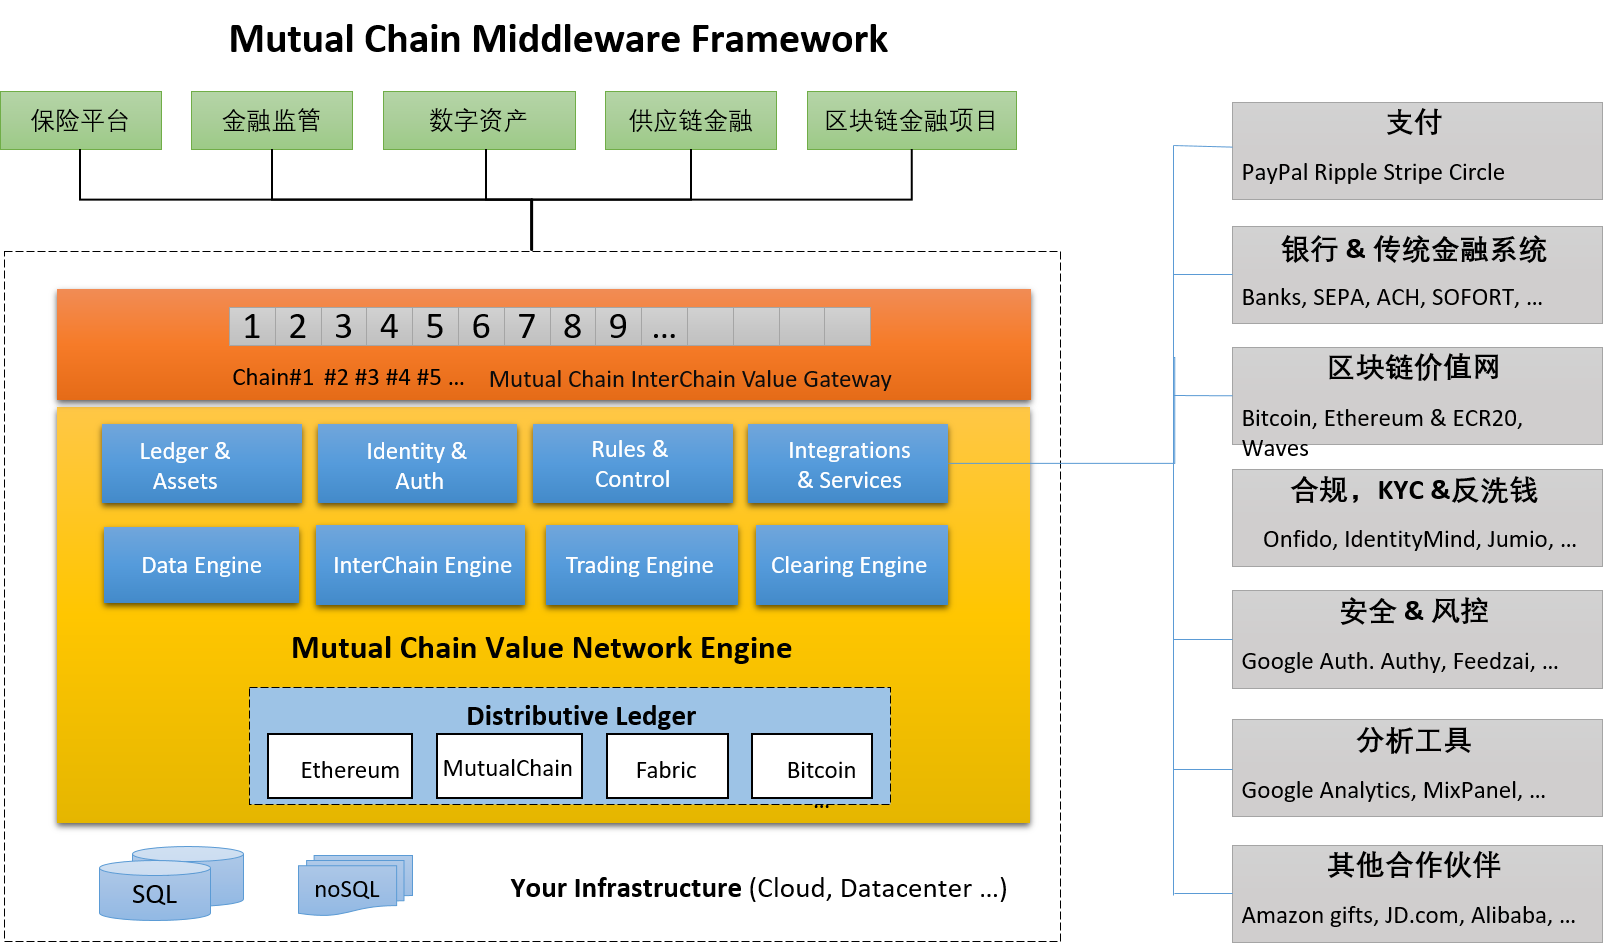 Mutual Chain Middleware Framework
保险平台
金融监管
数字资产
供应链金融
区块链金融项目
1 2 3 4 5 6 7 8 9 ...
Chain#1 #2 #3 #4 #5 ...
Mutual Chain InterChain Value Gateway
Ledger &
Assets
Identity &
Auth
Rules &
Control
Integrations
& Services
Data Engine
InterChain Engine
Trading Engine
Clearing Engine
Mutual Chain Value Network Engine
Distributive Ledger
Ethereum
MutualChain
Fabric
Bitcoin
SQL
noSQL
Your Infrastructure (Cloud, Datacenter ...)
支付
PayPal Ripple Stripe Circle
银行 & 传统金融系统
Banks, SEPA, ACH, SOFORT, ...
区块链价值网
Bitcoin, Ethereum & ECR20,
Waves
合规，KYC &反洗钱
Onfido, IdentityMind, Jumio, ...
安全 & 风控
Google Auth. Authy, Feedzai, ...
分析工具
Google Analytics, MixPanel, ...
其他合作伙伴
Amazon gifts, JD.com, Alibaba, ...